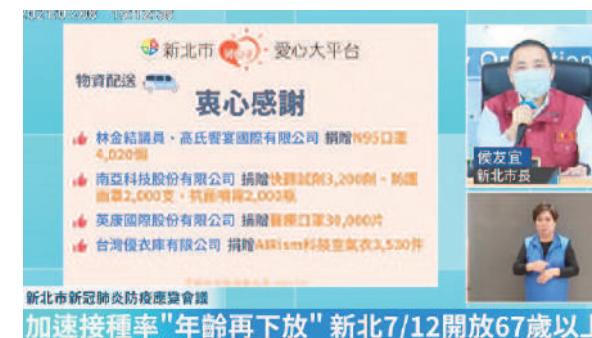 新北市 愛心大平台
物資配送
衷心感謝
林金結議員、高氏饗宴國際有限公司 捐贈N95口罩
4,020個
南亞科技股份有限公司 捐贈快篩試劑3,200劑、防護
面罩2,000支、抗菌噴霧2,000瓶
英康國際股份有限公司 捐贈醫療口罩30,000片
台灣優衣庫有限公司 捐贈AIRism科技空氣衣3,530件
侯友宜
新北市長
新北市新冠肺炎防疫應變會議
加速接種率"年齡再下放" 新北7/12開放67歲以上